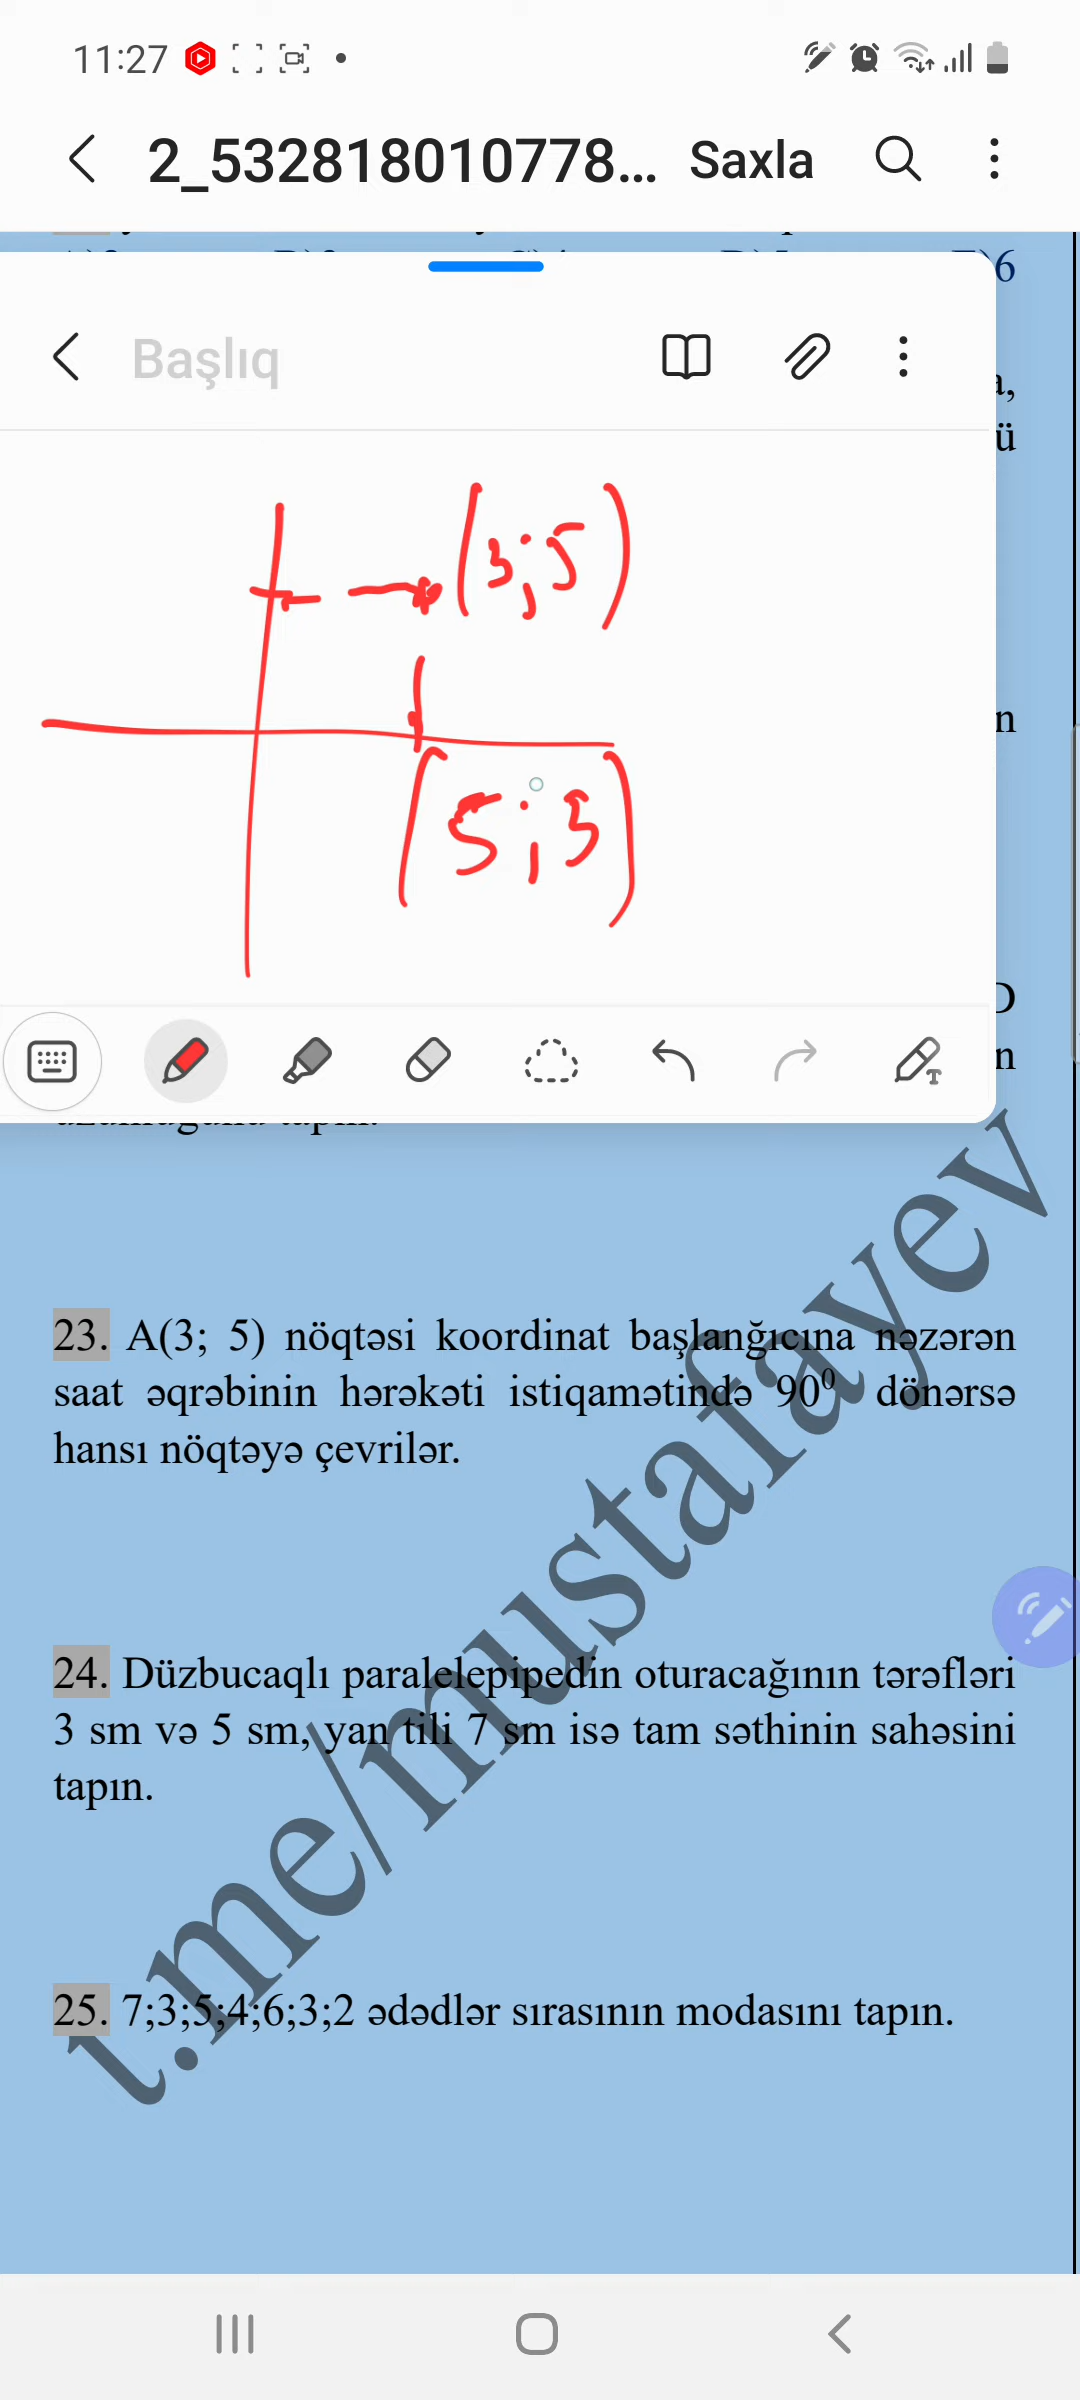 11:27
2_532818010778... Saxla
6
Başlıq
ü
(3;5)
n
(5;3)
n
23. A(3; 5) nöqtəsi koordinat başlanğıcına nəzərən
saat əqrəbinin hərəkəti istiqamətində 90⁰ dönərsə
hansı nöqtəyə çevrilər.
24. Düzbucaqlı paralelepipedin oturacağının tərəfləri
3 sm və 5 sm, yan tili 7 sm isə tam səthinin sahəsini
tapın.
25. 7;3;5;4;6;3;2 ədədlər sırasının modasını tapın.
t.me/mustafayev